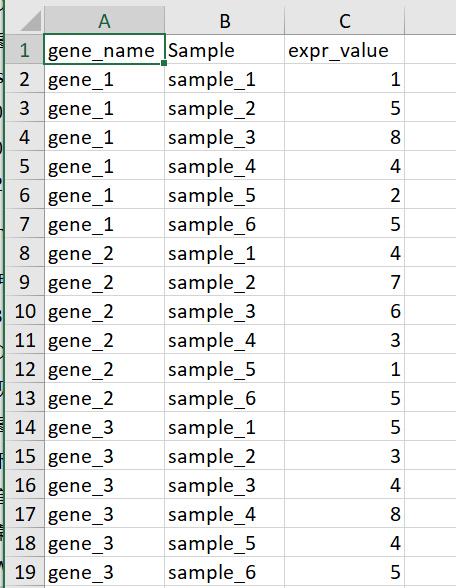 A B C
1 gene_name Sample expr_value
2 gene_1 sample_1 1
3 gene_1 sample_2 5
4 gene_1 sample_3 8
5 gene_1 sample_4 4
6 gene_1 sample_5 2
7 gene_1 sample_6 5
8 gene_2 sample_1 4
9 gene_2 sample_2 7
10 gene_2 sample_3 6
11 gene_2 sample_4 3
12 gene_2 sample_5 1
13 gene_2 sample_6 5
14 gene_3 sample_1 5
15 gene_3 sample_2 3
16 gene_3 sample_3 4
17 gene_3 sample_4 8
18 gene_3 sample_5 4
19 gene_3 sample_6 5